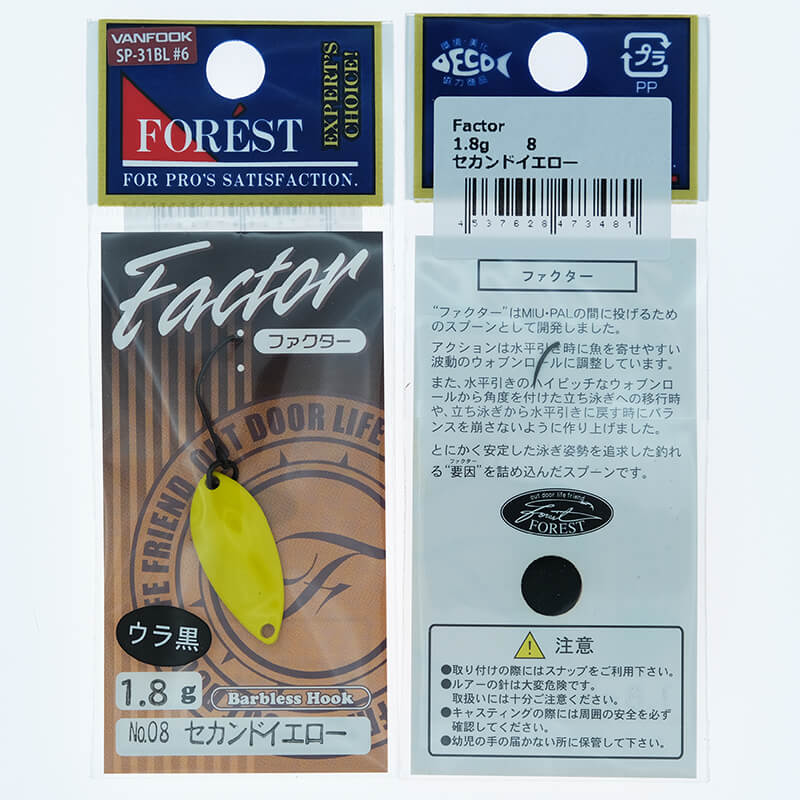 VANFOOK
SP-31BL #6
EXPERT'S
CHOICE!
FORÉST
FOR PRO'S SATISFACTION.
Factor
ファクター
OUT DOOR LIFE FRIEND
ウラ黒
1.8g
Barbless Hook
No.08 セカンドイエロー
環境・美化
DECO
協力商品
プラ
PP
Factor
1.8g 8
セカンドイエロー
4537628473481
ファクター
“ファクター”はMIU・PALの間に投げるため
のスプーンとして開発しました。
アクションは水平引き時に魚を寄せやすい
波動のウォブンロールに調整しています。
また、水平引きのハイピッチなウォブンロ
ールから角度を付けた立ち泳ぎへの移行時
や、立ち泳ぎから水平引きに戻す時にバラ
ンスを崩さないように作り上げました。
とにかく安定した泳ぎ姿勢を追求した釣れ
ファクター
る“要因”を詰め込んだスプーンです。
out door life friend
Forest
FOREST
注意
●取り付けの際にはスナップをご利用下さい。
●ルアーの針は大変危険です。
取扱いには十分ご注意ください。
●キャスティングの際には周囲の安全を必ず
確認してください。
●幼児の手の届かない所に保管して下さい。